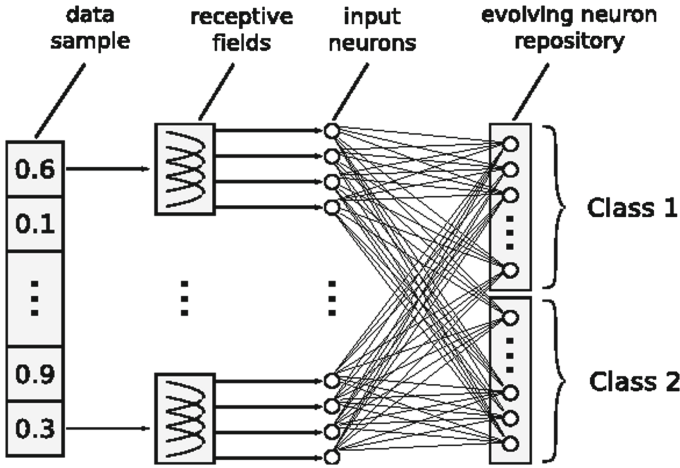 data
sample
receptive
fields
input
neurons
evolving neuron
repository
0.6
0.1
0.9
0.3
Class 1
Class 2